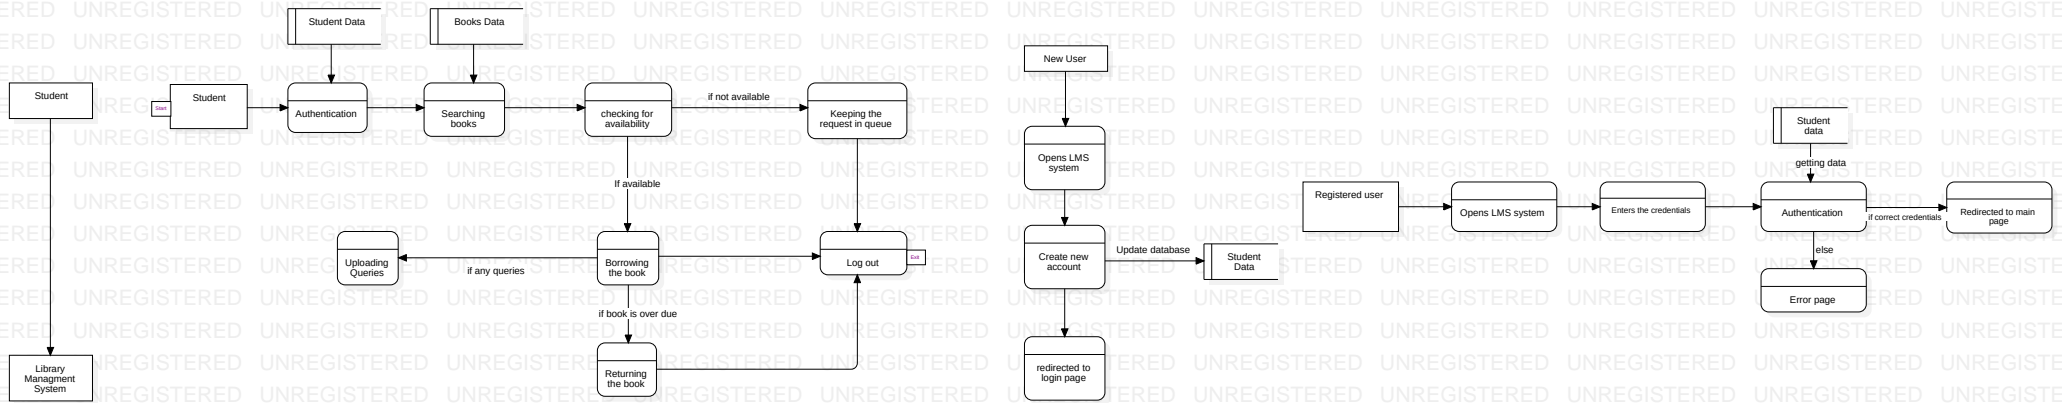 Student Data
Books Data
Student
Start
Student
Authentication
Searching
books
checking for
availability
if not available
Keeping the
request in queue
If available
Uploading
Queries
if any queries
Borrowing
the book
Log out
Exit
if book is over due
Returning
the book
Library
Managment
System
New User
Opens LMS
system
Create new
account
Update database
Student
Data
redirected to
login page
Registered user
Opens LMS system
Enters the credentials
Student
data
getting data
Authentication
if correct credentials
Redirected to main
page
else
Error page
UNREGISTERED